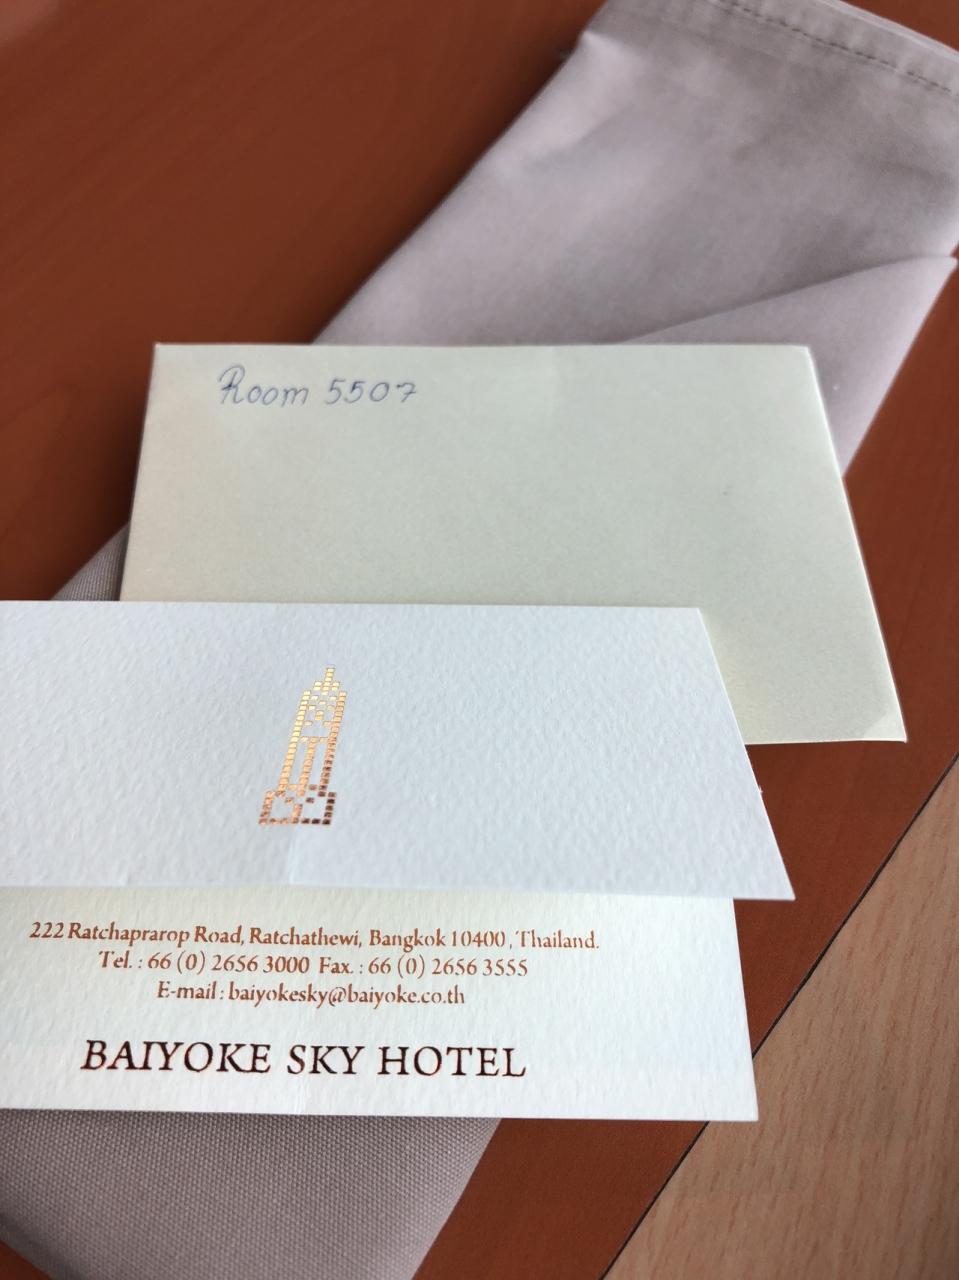 Room 5507
222 Ratchaprarop Road, Ratchathewi, Bangkok 10400, Thailand.
Tel. : 66 (0) 2656 3000 Fax. : 66 (0) 2656 3555
E-mail : baiyokesky@baiyoke.co.th
BAIYOKE SKY HOTEL